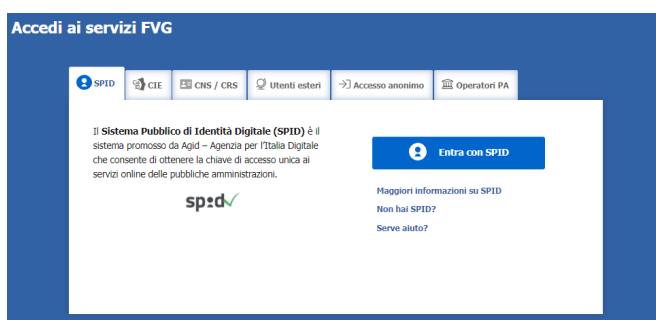 Accedi ai servizi FVG
SPID CIE CNS / CRS Utenti esteri Accesso anonimo Operatori PA
Il Sistema Pubblico di Identità Digitale (SPID) è il
sistema promosso da Agid – Agenzia per l'Italia Digitale
che consente di ottenere la chiave di accesso unica ai
servizi online delle pubbliche amministrazioni.
sp:d
Entra con SPID
Maggiori informazioni su SPID
Non hai SPID?
Serve aiuto?